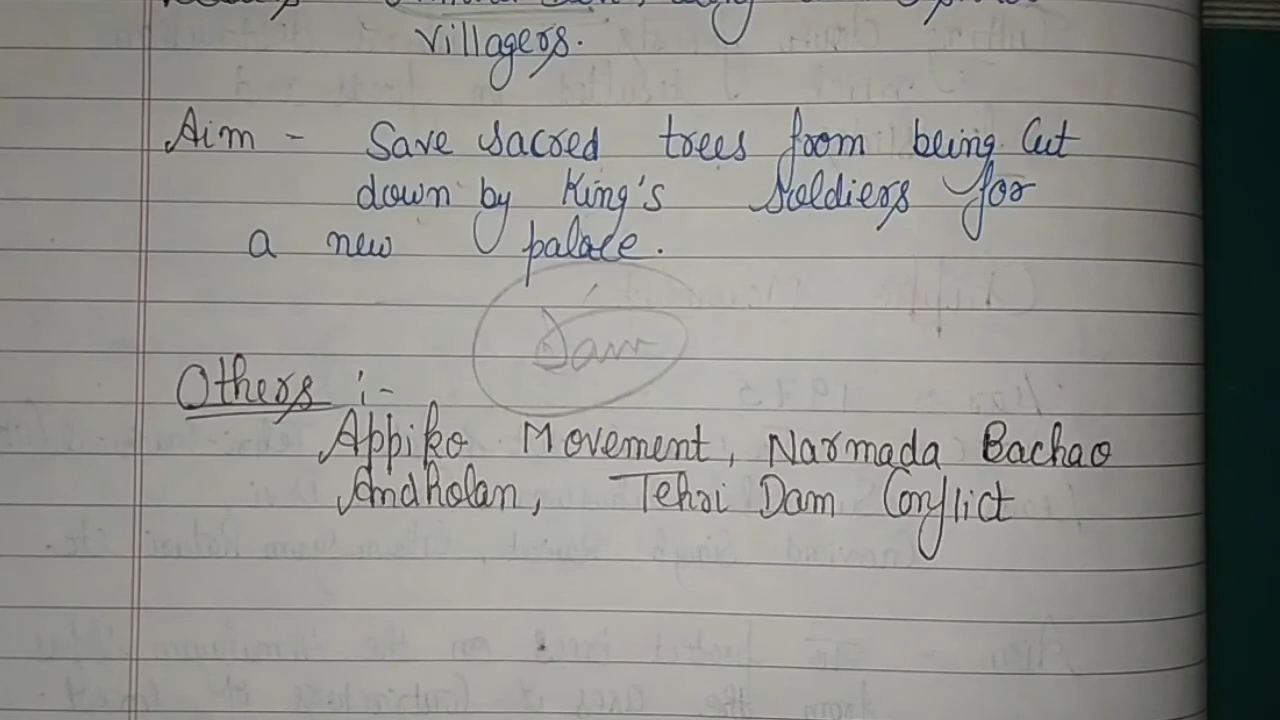 villagers.
Aim - Save sacred trees from being Cut
down by King's Soldiers for
a new palace.
Dam
Others :-
Appiko Movement, Narmada Bachao
Andholan, Tehri Dam Conflict